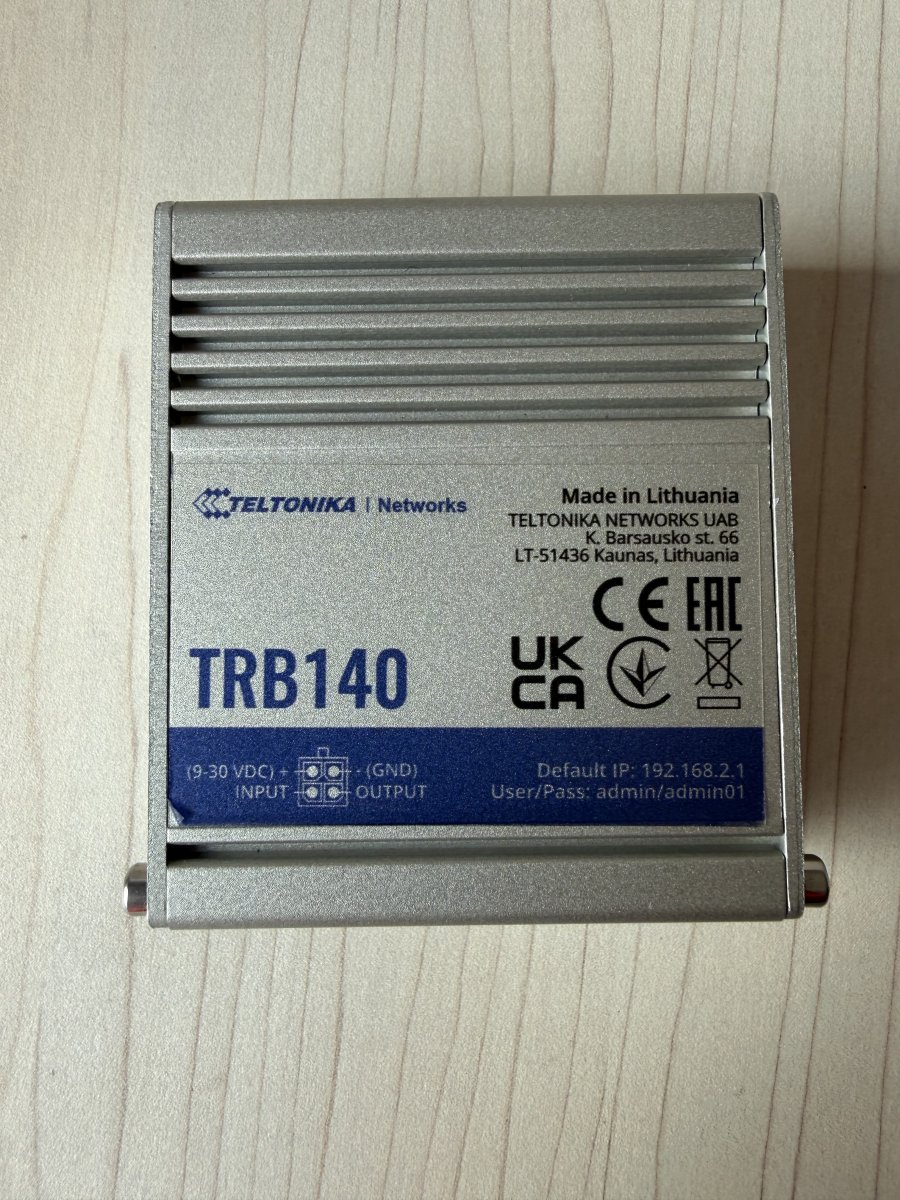 TELTONIKA | Networks
Made in Lithuania
TELTONIKA NETWORKS UAB
K. Barsausko st. 66
LT-51436 Kaunas, Lithuania
CE EAC
UK
CA
TRB140
(9-30 VDC) + - (GND)
INPUT OUTPUT
Default IP: 192.168.2.1
User/Pass: admin/admin01